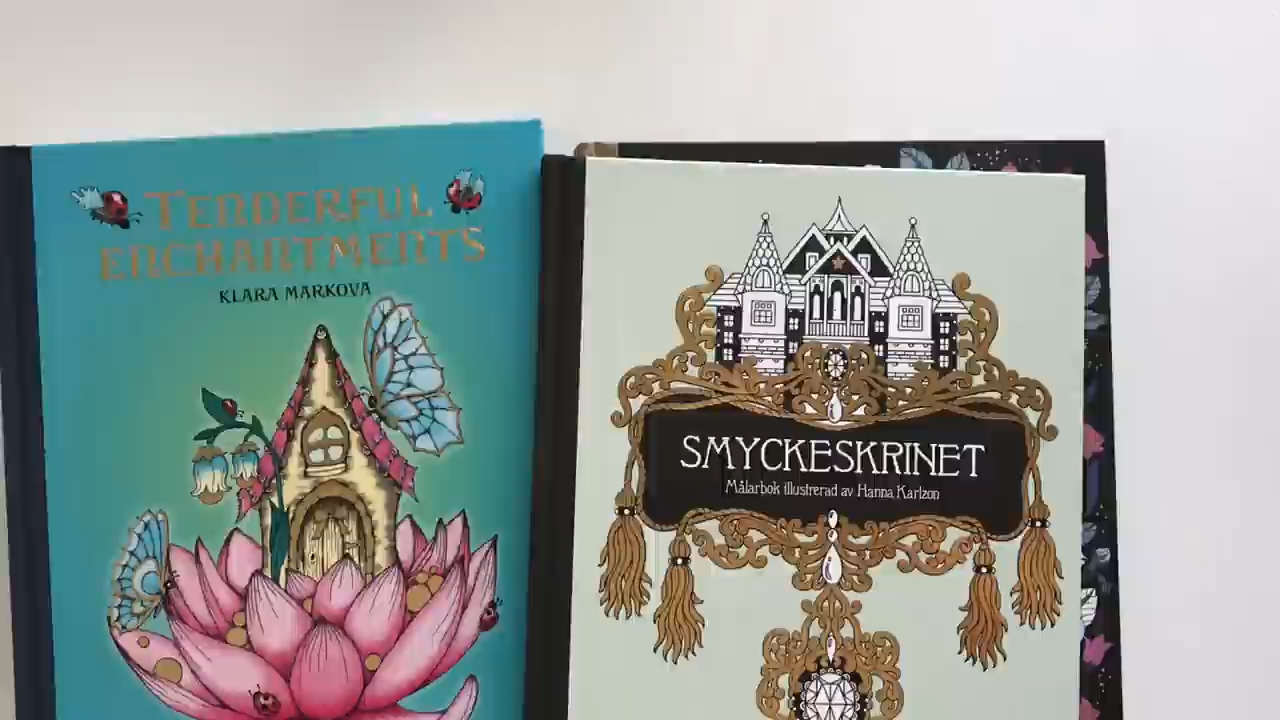 TENDERFUL
ENCHANTMENTS
KLARA MARKOVA
SMYCKESKRINET
Målarbok illustrerad av Hanna Karlzon